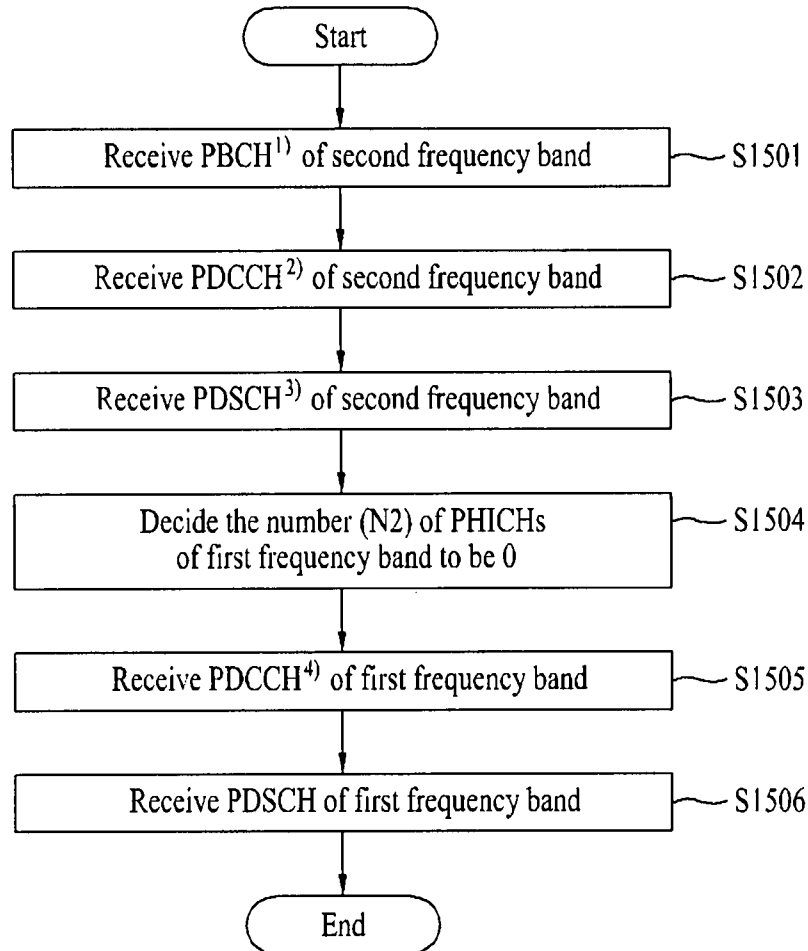 Start
Receive PBCH1) of second frequency band
S1501
Receive PDCCH2) of second frequency band
S1502
Receive PDSCH3) of second frequency band
S1503
Decide the number (N2) of PHICHs
of first frequency band to be 0
S1504
Receive PDCCH4) of first frequency band
S1505
Receive PDSCH of first frequency band
S1506
End